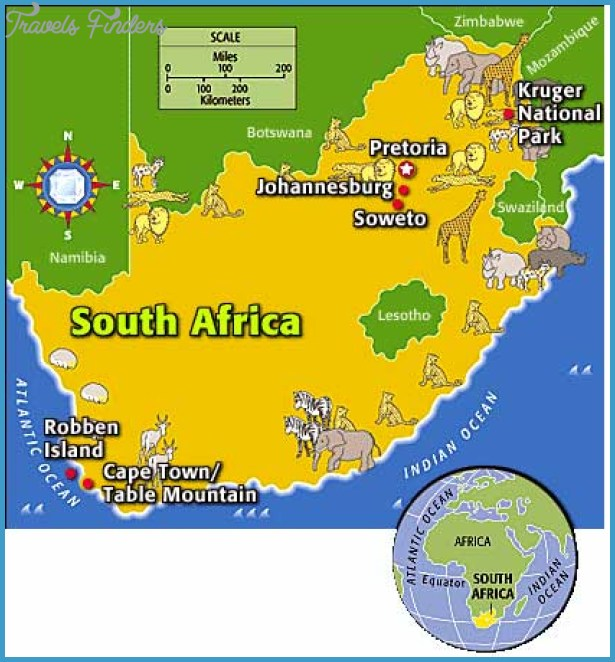 Travels Finders
SCALE
Miles
0 100 200
0 100 200
Kilometers
Zimbabwe
Mozambique
Kruger
National
Park
Botswana
Pretoria
Johannesburg
Soweto
Swaziland
N
W E
S
Namibia
South Africa
Lesotho
ATLANTIC OCEAN
Robben
Island
Cape Town/
Table Mountain
INDIAN OCEAN
ATLANTIC OCEAN
AFRICA
Equator
SOUTH
AFRICA
INDIAN
OCEAN